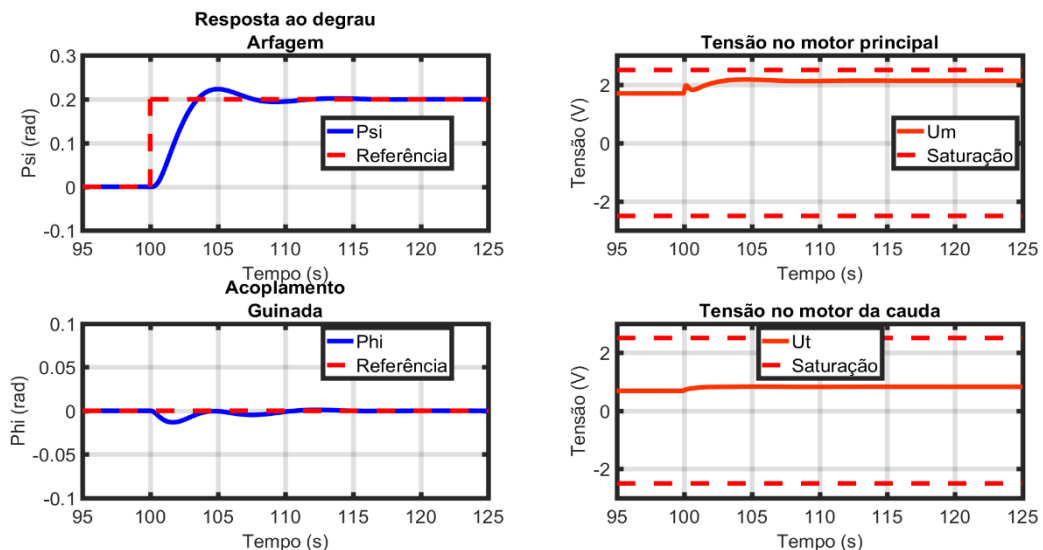 Resposta ao degrau
Arfagem
0.3
0.2
0.1
0
-0.1
Psi (rad)
Psi
Referência
95 100 105 110 115 120 125
Tempo (s)
Tensão no motor principal
2
0
-2
Tensão (V)
Um
Saturação
95 100 105 110 115 120 125
Tempo (s)
Acoplamento
Guinada
0.1
0.05
0
-0.05
-0.1
Phi (rad)
Phi
Referência
95 100 105 110 115 120 125
Tempo (s)
Tensão no motor da cauda
2
0
-2
Tensão (V)
Ut
Saturação
95 100 105 110 115 120 125
Tempo (s)